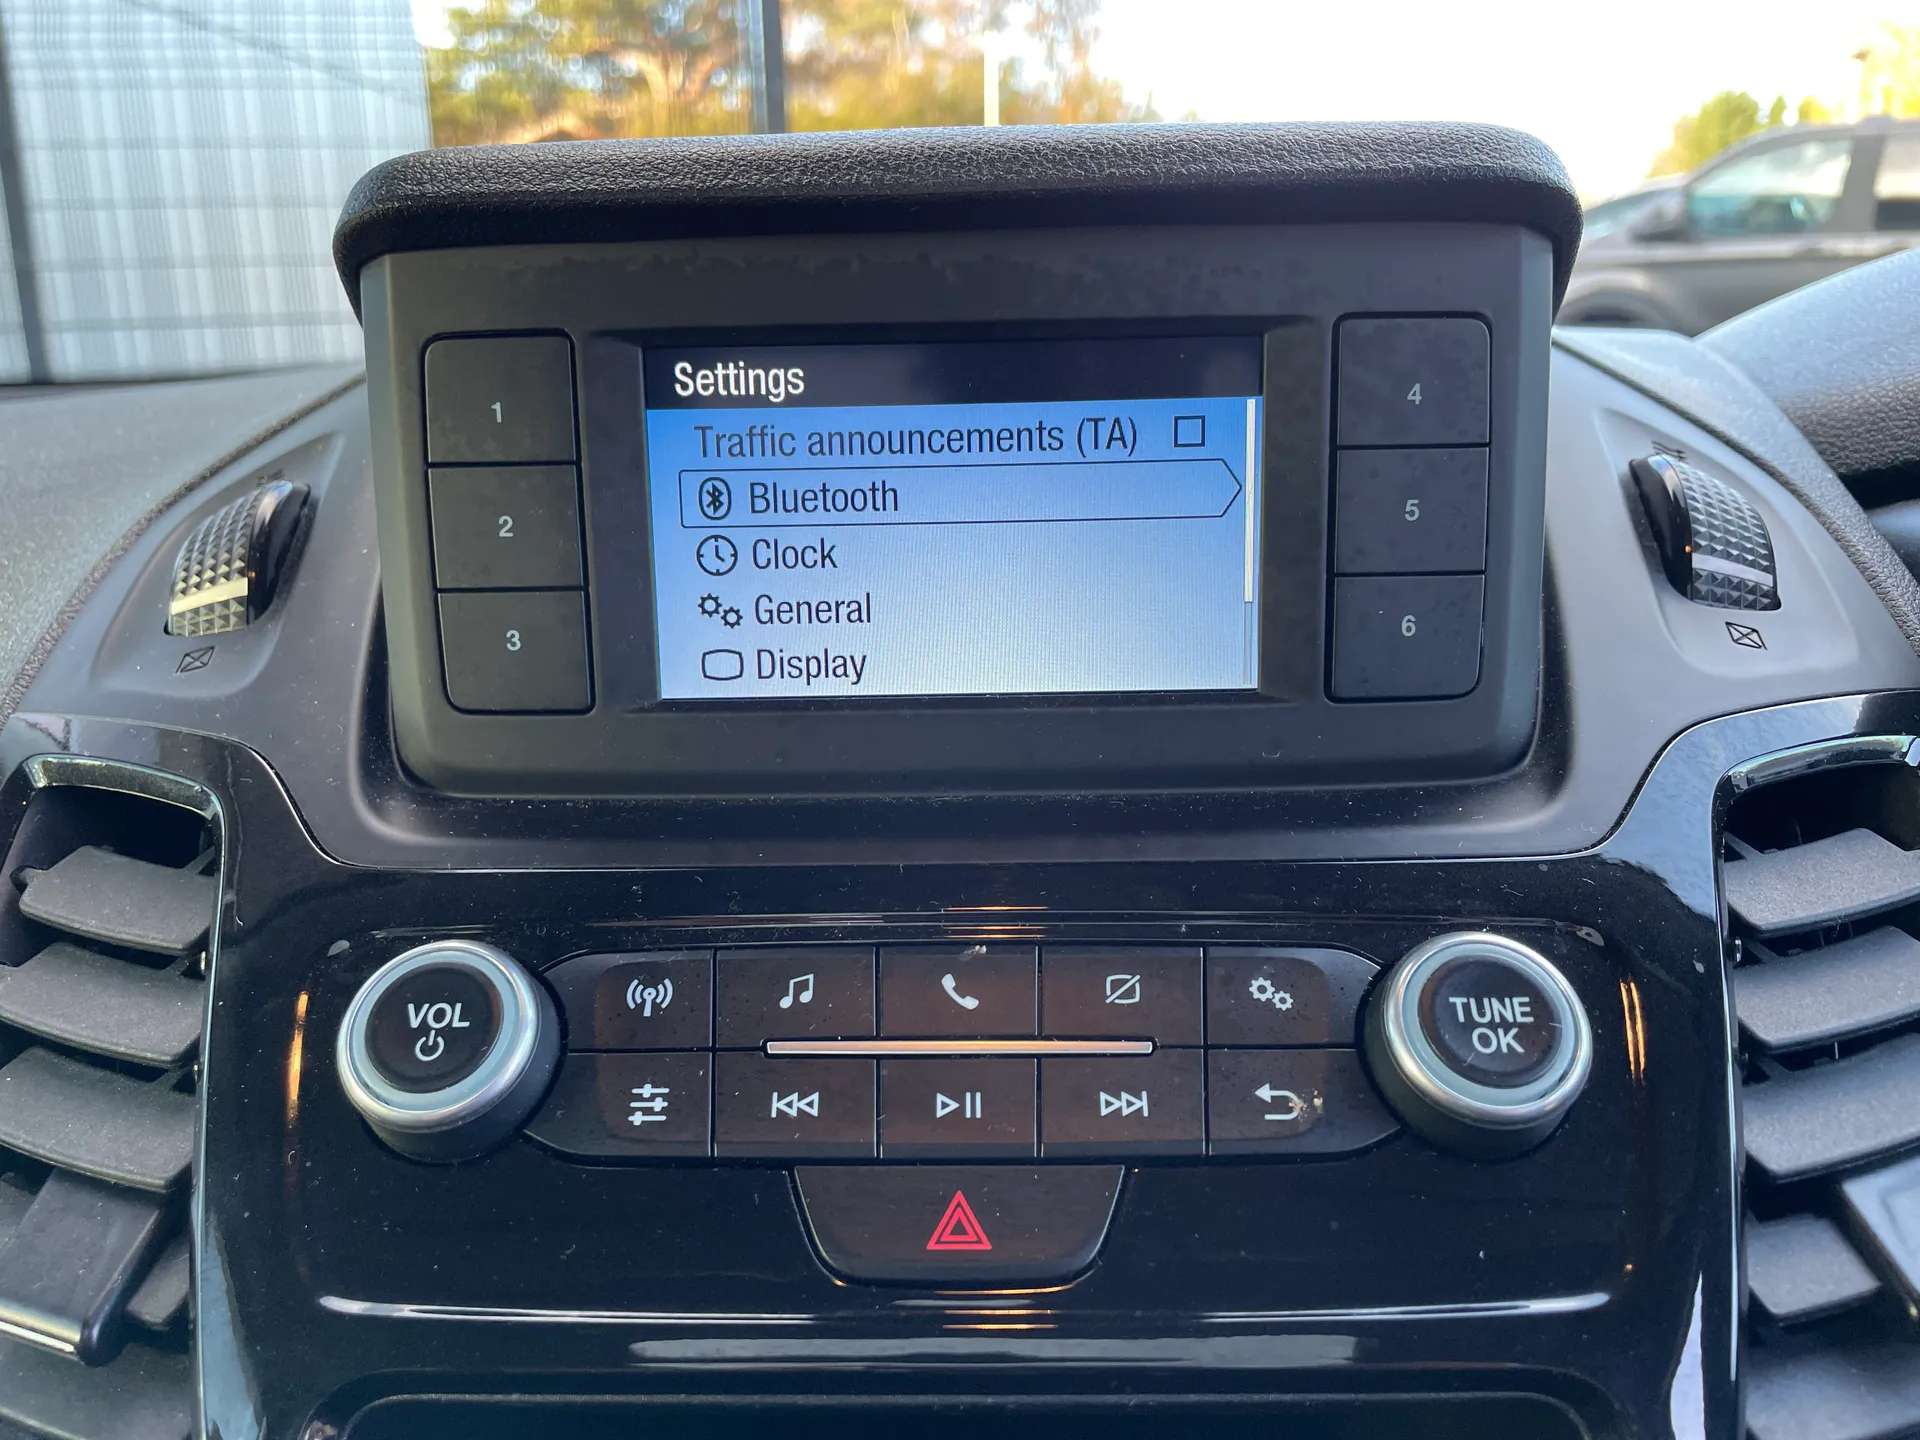 Settings
Traffic announcements (TA)
Bluetooth
Clock
General
Display
1
2
3
4
5
6
VOL
TUNE
OK